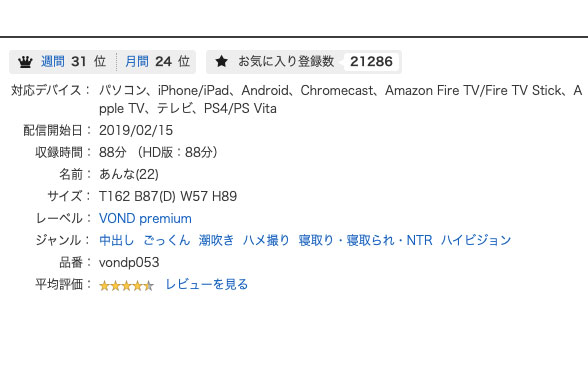 週間 31 位 月間 24 位 お気に入り登録数 21286
対応デバイス： パソコン、iPhone/iPad、Android、Chromecast、Amazon Fire TV/Fire TV Stick、A
pple TV、テレビ、PS4/PS Vita
配信開始日： 2019/02/15
収録時間： 88分 （HD版：88分）
名前： あんな(22)
サイズ： T162 B87(D) W57 H89
レーベル： VOND premium
ジャンル： 中出し ごっくん 潮吹き ハメ撮り 寝取り・寝取られ・NTR ハイビジョン
品番： vondp053
平均評価： レビューを見る